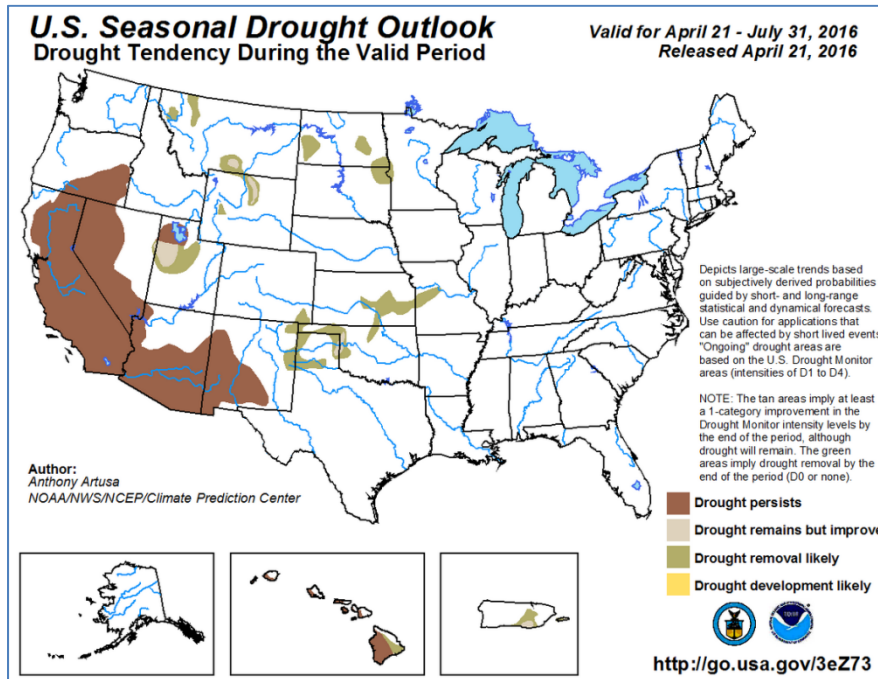 U.S. Seasonal Drought Outlook
Drought Tendency During the Valid Period
Valid for April 21 - July 31, 2016
Released April 21, 2016
Depicts large-scale trends based
on subjectively derived probabilities
guided by short- and long-range
statistical and dynamical forecasts.
Use caution for applications that
can be affected by short lived events
"Ongoing" drought areas are
based on the U.S. Drought Monitor
areas (intensities of D1 to D4).
NOTE: The tan areas imply at least
a 1-category improvement in the
Drought Monitor intensity levels by
the end of the period, although
drought will remain. The green
areas imply drought removal by the
end of the period (D0 or none).
Author:
Anthony Artusa
NOAA/NWS/NCEP/Climate Prediction Center
Drought persists
Drought remains but improve
Drought removal likely
Drought development likely
http://go.usa.gov/3eZ73